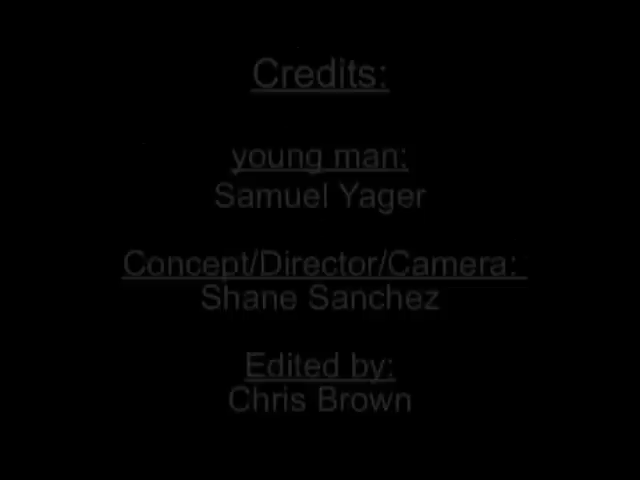 Credits:
young man:
Samuel Yager
Concept/Director/Camera:
Shane Sanchez
Edited by:
Chris Brown